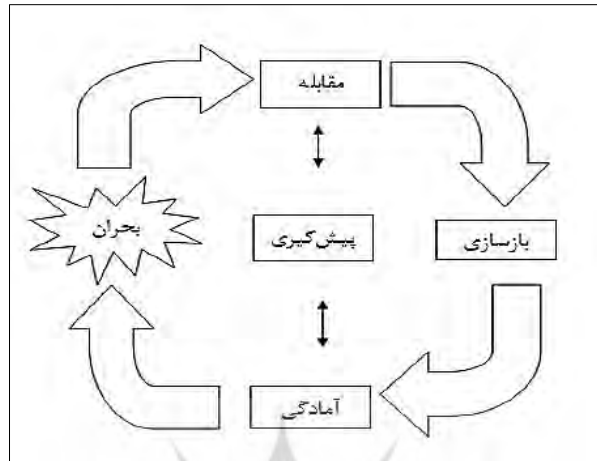 مقابله
بحران
پیش‌گیری
بازسازی
آمادگی